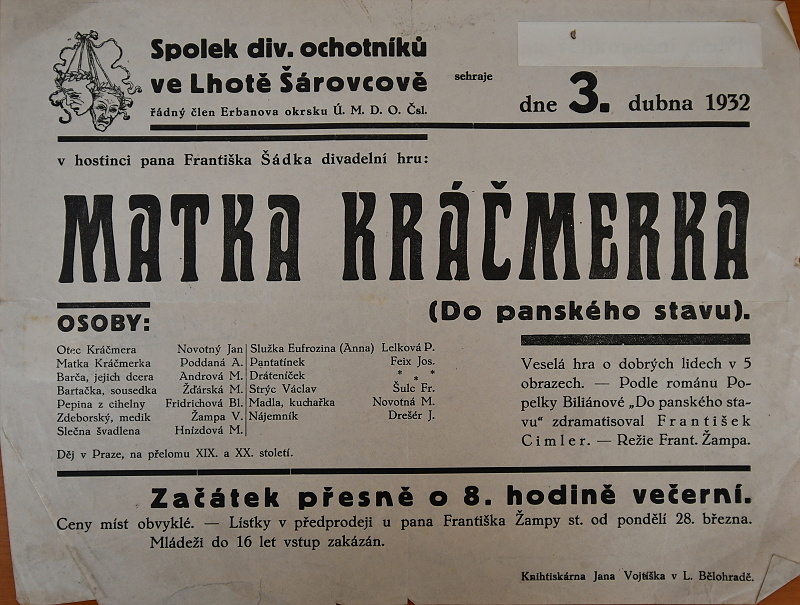 Spolek div. ochotníků
ve Lhotě Šárovcově
řádný člen Erbanova okrsku Ú. M. D. O. Čsl.
sehraje
dne 3. dubna 1932
v hostinci pana Františka Šádka divadelní hru:
MATKA KRÁČMERKA
(Do panského stavu).
OSOBY:
Otec Kráčmera Novotný Jan
Matka Kráčmerka Poddaná A.
Barča, jejich dcera Andrová M.
Bartačka, sousedka Žďárská M.
Pepina z cihelny Fridrichová Bl.
Zdeborský, medik Žampa V.
Slečna švadlena Hnízdová M.
Služka Eufrozina (Anna) Lelková P.
Pantatínek Feix Jos.
Dráteníček * * *
Strýc Václav Šulc Fr.
Madla, kuchařka Novotná M.
Nájemník Drešér J.
Děj v Praze, na přelomu XIX. a XX. století.
Veselá hra o dobrých lidech v 5
obrazech. — Podle románu Po-
pelky Biliánové „Do panského sta-
vu“ zdramatisoval František
Cimler. — Režie Frant. Žampa.
Začátek přesně o 8. hodině večerní.
Ceny míst obvyklé. — Lístky v předprodeji u pana Františka Žampy st. od pondělí 28. března.
Mládeži do 16 let vstup zakázán.
Knihtiskárna Jana Vojtíška v L. Bělohradě.